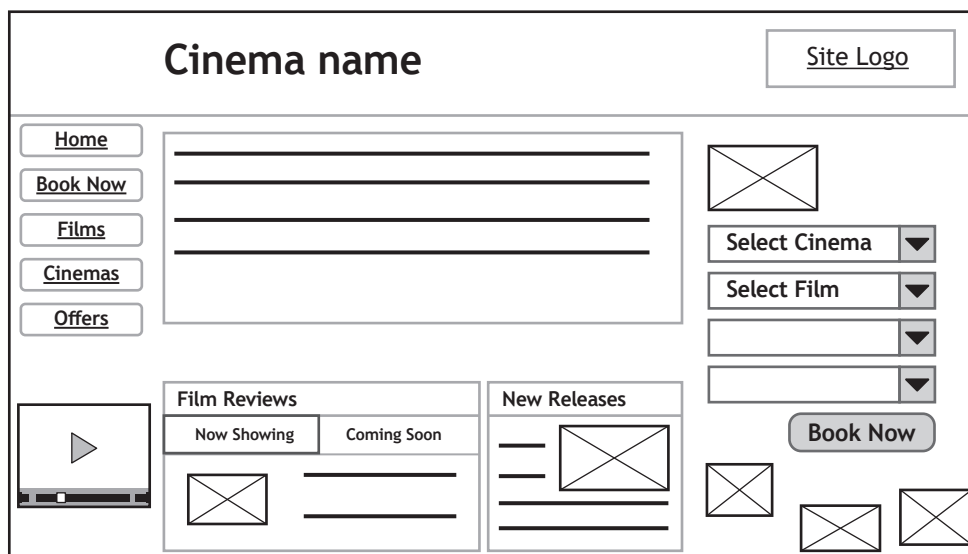 Cinema name
Site Logo
Home
Book Now
Films
Cinemas
Offers
Select Cinema
Select Film
Book Now
Film Reviews
Now Showing
Coming Soon
New Releases